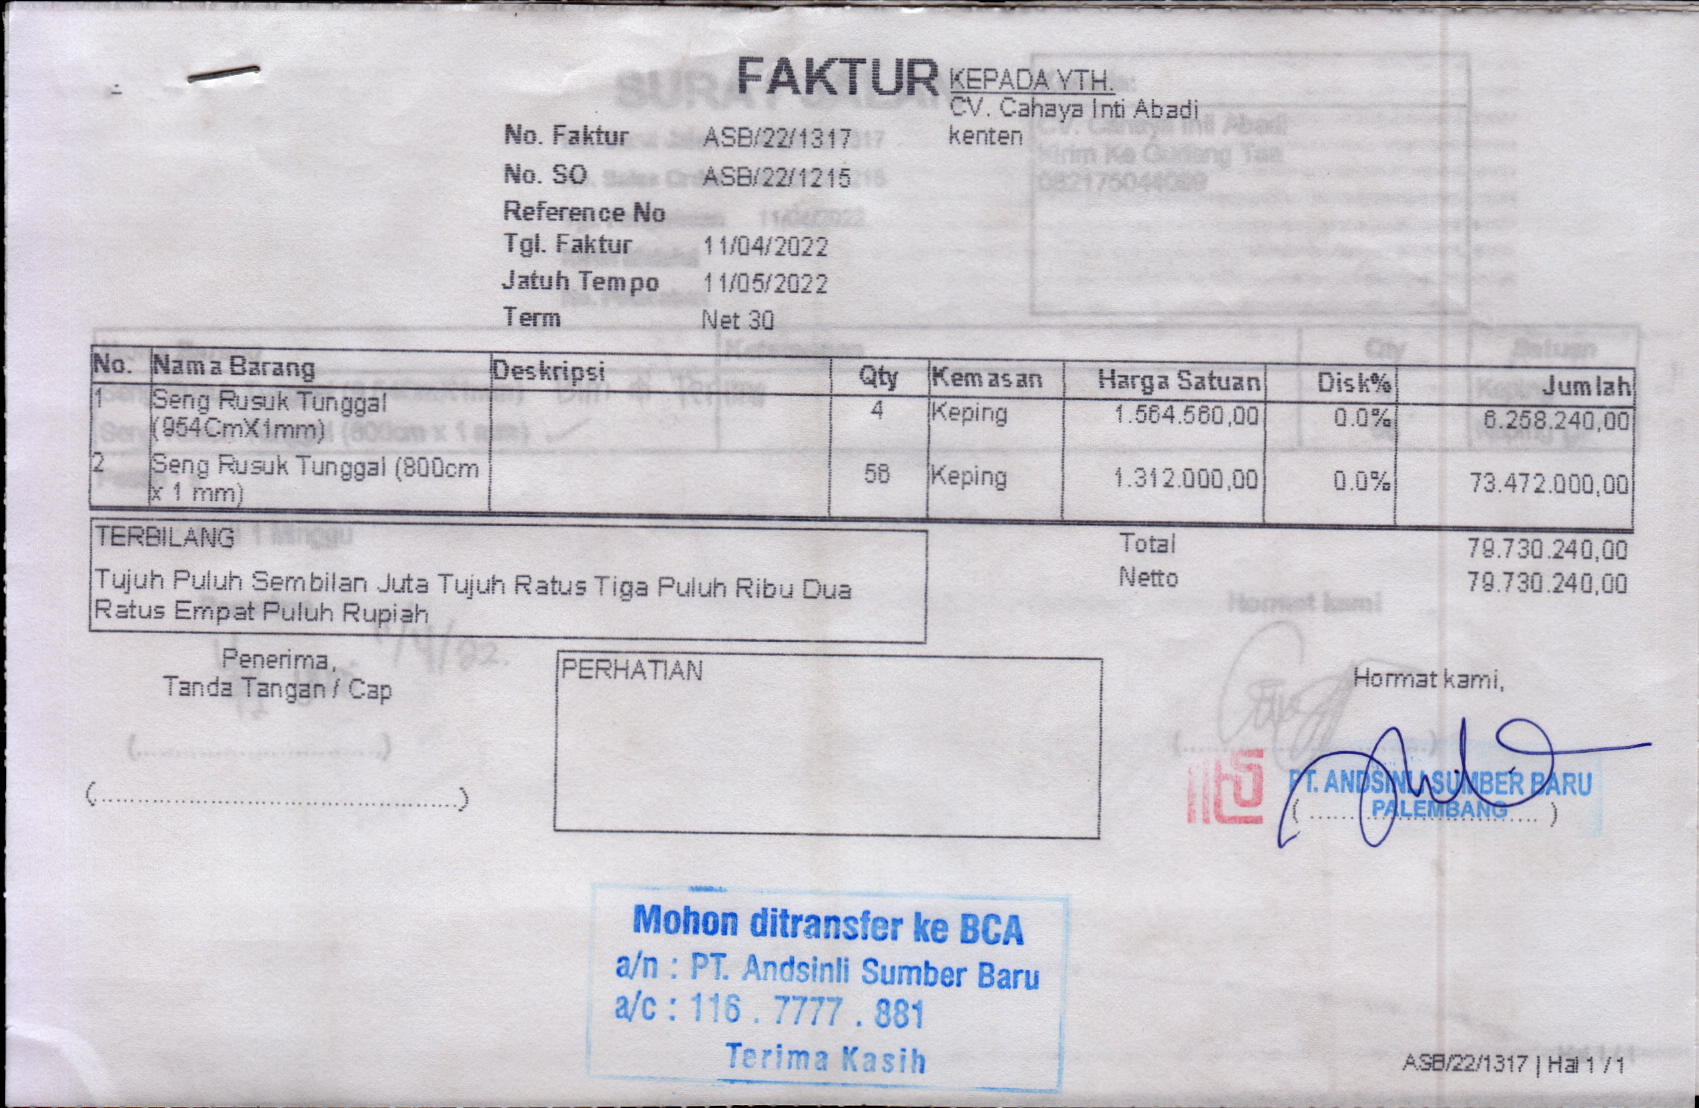 FAKTUR
KEPADA YTH.
CV. Cahaya Inti Abadi
kenten
No. Faktur ASB/22/1317
No. SO ASB/22/1215
Reference No
Tgl. Faktur 11/04/2022
Jatuh Tempo 11/05/2022
Term Net 30
No. Nama Barang Deskripsi Qty Kemasan Harga Satuan Disk% Jumlah
1 Seng Rusuk Tunggal 4 Keping 1.564.560,00 0.0% 6.258.240,00
(954CmX1mm)
2 Seng Rusuk Tunggal (800cm 56 Keping 1.312.000,00 0.0% 73.472.000,00
x 1 mm)
TERBILANG
Tujuh Puluh Sembilan Juta Tujuh Ratus Tiga Puluh Ribu Dua
Ratus Empat Puluh Rupiah
Total 79.730.240,00
Netto 79.730.240,00
Penerima,
Tanda Tangan / Cap
PERHATIAN
Hormat kami,
PT. ANDSINLI SUMBER BARU
PALEMBANG
Mohon ditransfer ke BCA
a/n : PT. Andsinli Sumber Baru
a/c : 116 . 7777 . 881
Terima Kasih
ASB/22/1317 | Hal 1 / 1